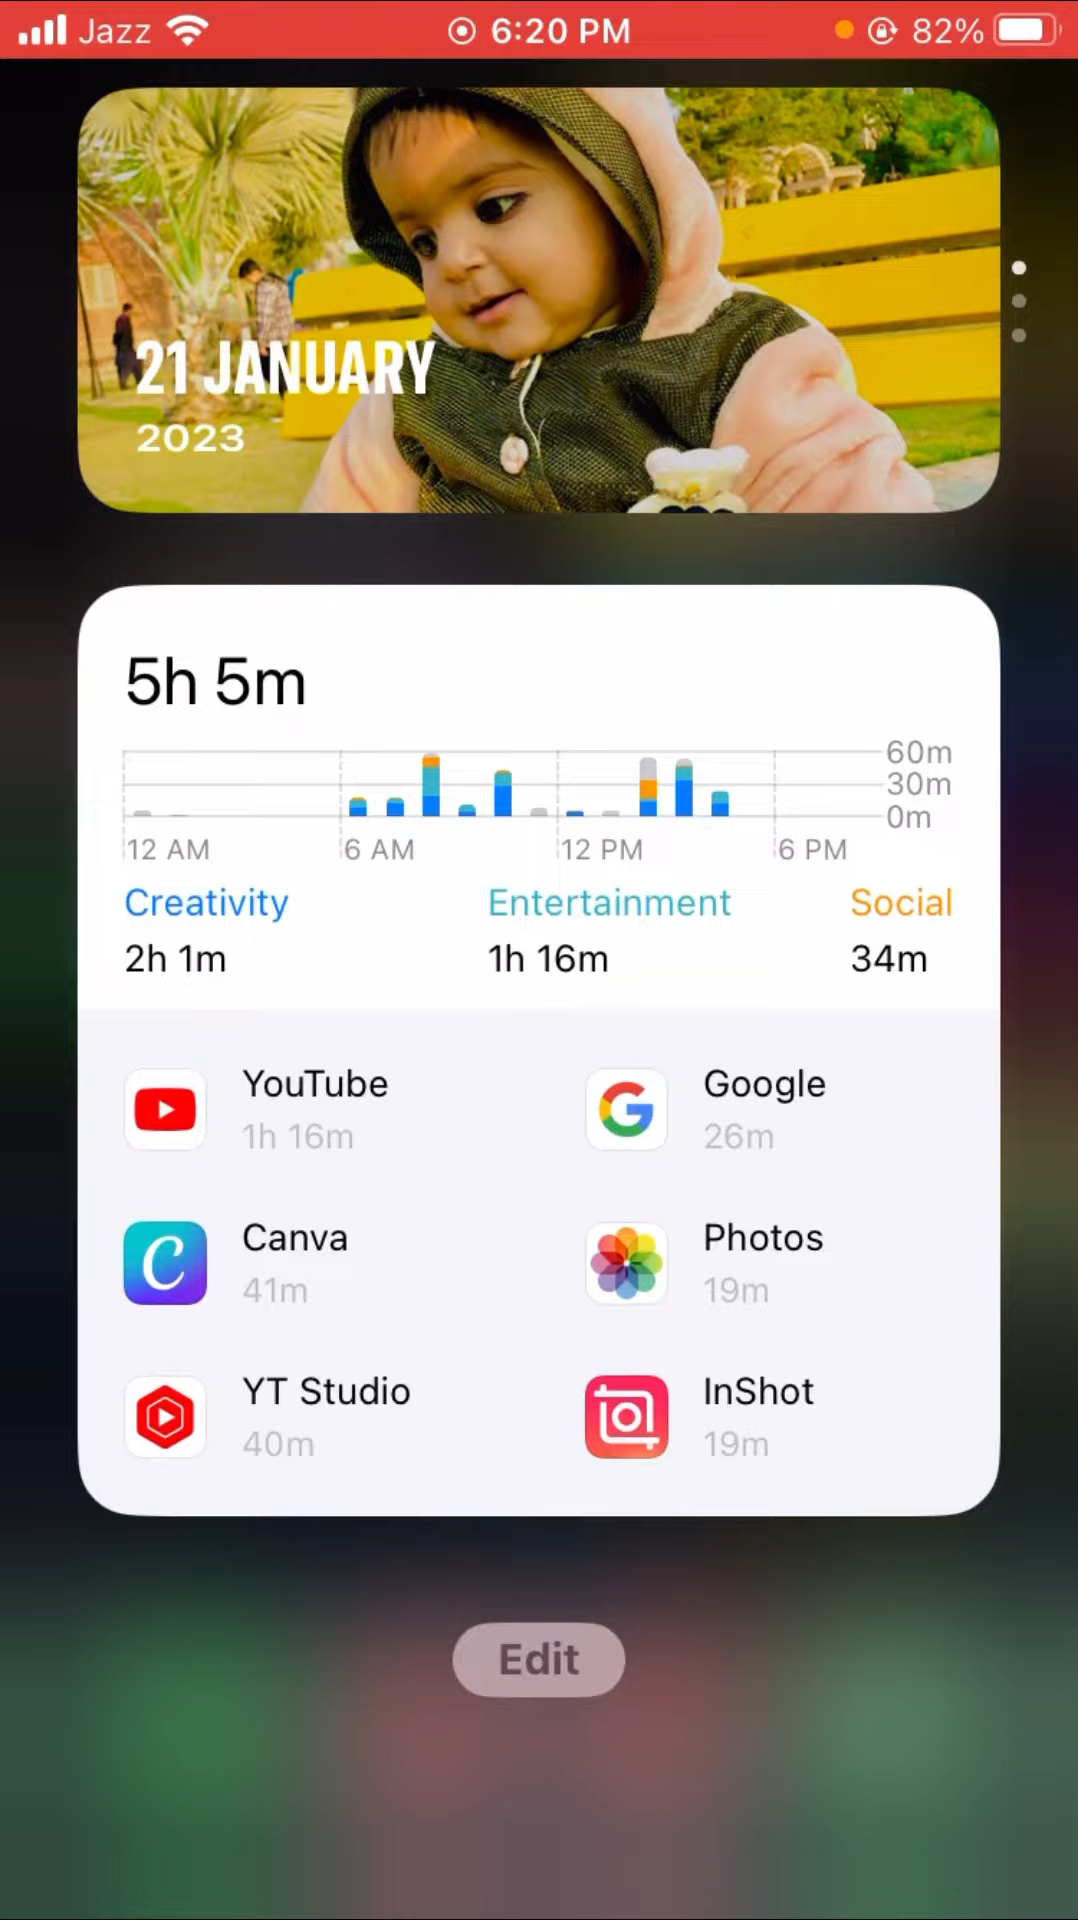 Jazz 6:20 PM 82%
21 JANUARY
2023
5h 5m
60m
30m
0m
12 AM 6 AM 12 PM 6 PM
Creativity Entertainment Social
2h 1m 1h 16m 34m
YouTube Google
1h 16m 26m
Canva Photos
41m 19m
YT Studio InShot
40m 19m
Edit